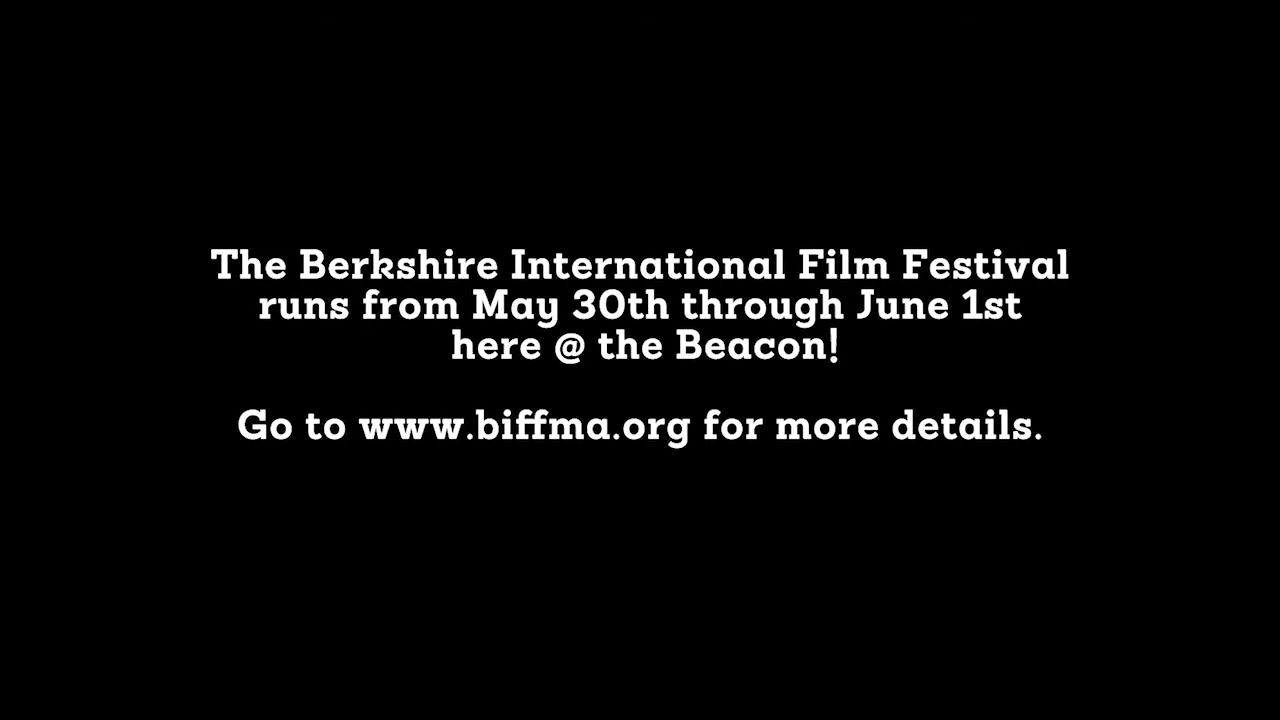 The Berkshire International Film Festival
runs from May 30th through June 1st
here @ the Beacon!
Go to www.biffma.org for more details.